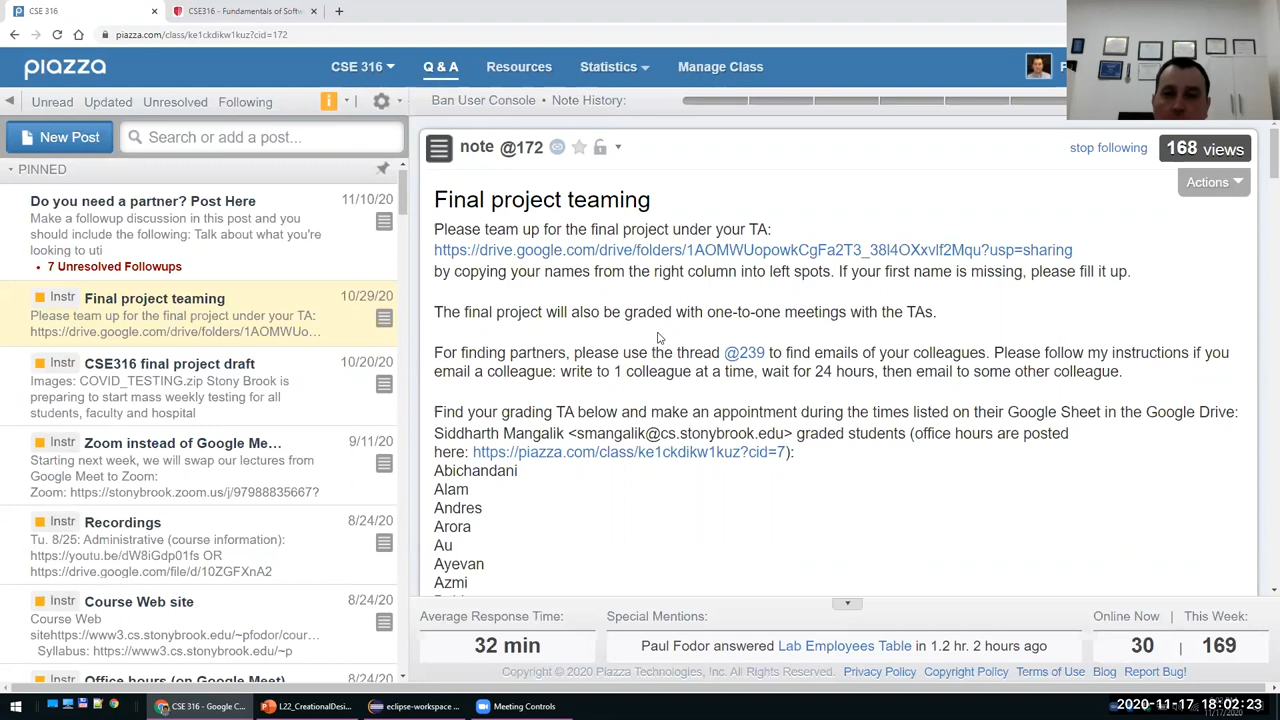 CSE 316
CSE316 - Fundamentals of Softw
piazza.com/class/ke1ckdikw1kuz?cid=172
piazza
CSE 316
Q & A
Resources
Statistics
Manage Class
Unread
Updated
Unresolved
Following
Ban User Console • Note History:
New Post
Search or add a post...
PINNED
Do you need a partner? Post Here
11/10/20
Make a followup discussion in this post and you
should include the following: Talk about what you're
looking to uti
• 7 Unresolved Followups
Instr Final project teaming
10/29/20
Please team up for the final project under your TA:
https://drive.google.com/drive/folders/1AOMWUo...
Instr CSE316 final project draft
10/20/20
Images: COVID_TESTING.zip Stony Brook is
preparing to start mass weekly testing for all
students, faculty and hospital
Instr Zoom instead of Google Me...
9/11/20
Starting next week, we will swap our lectures from
Google Meet to Zoom:
Zoom: https://stonybrook.zoom.us/j/97988835667?
Instr Recordings
8/24/20
Tu. 8/25: Administrative (course information):
https://youtu.be/dW8iGdp01fs OR
https://drive.google.com/file/d/10ZGFXnA2
Instr Course Web site
8/24/20
Course Web
sitehttps://www3.cs.stonybrook.edu/~pfodor/cour...
Syllabus: https://www3.cs.stonybrook.edu/~p
Instr Office hours (on Google Meet)
8/24/20
note @172
stop following
168 views
Actions
Final project teaming
Please team up for the final project under your TA:
https://drive.google.com/drive/folders/1AOMWUopowkCgFa2T3_38l4OXxvlf2Mqu?usp=sharing
by copying your names from the right column into left spots. If your first name is missing, please fill it up.
The final project will also be graded with one-to-one meetings with the TAs.
For finding partners, please use the thread @239 to find emails of your colleagues. Please follow my instructions if you
email a colleague: write to 1 colleague at a time, wait for 24 hours, then email to some other colleague.
Find your grading TA below and make an appointment during the times listed on their Google Sheet in the Google Drive:
Siddharth Mangalik <smangalik@cs.stonybrook.edu> graded students (office hours are posted
here: https://piazza.com/class/ke1ckdikw1kuz?cid=7):
Abichandani
Alam
Andres
Arora
Au
Ayevan
Azmi
Average Response Time:
Special Mentions:
Online Now
This Week:
32 min
Paul Fodor answered Lab Employees Table in 1.2 hr. 2 hours ago
30
169
Copyright © 2020 Piazza Technologies, Inc. All Rights Reserved. Privacy Policy Copyright Policy Terms of Use Blog Report Bug!
CSE 316 - Google C...
L22_CreationalDesi...
eclipse-workspace ...
Meeting Controls
2020-11-17 18:02:23